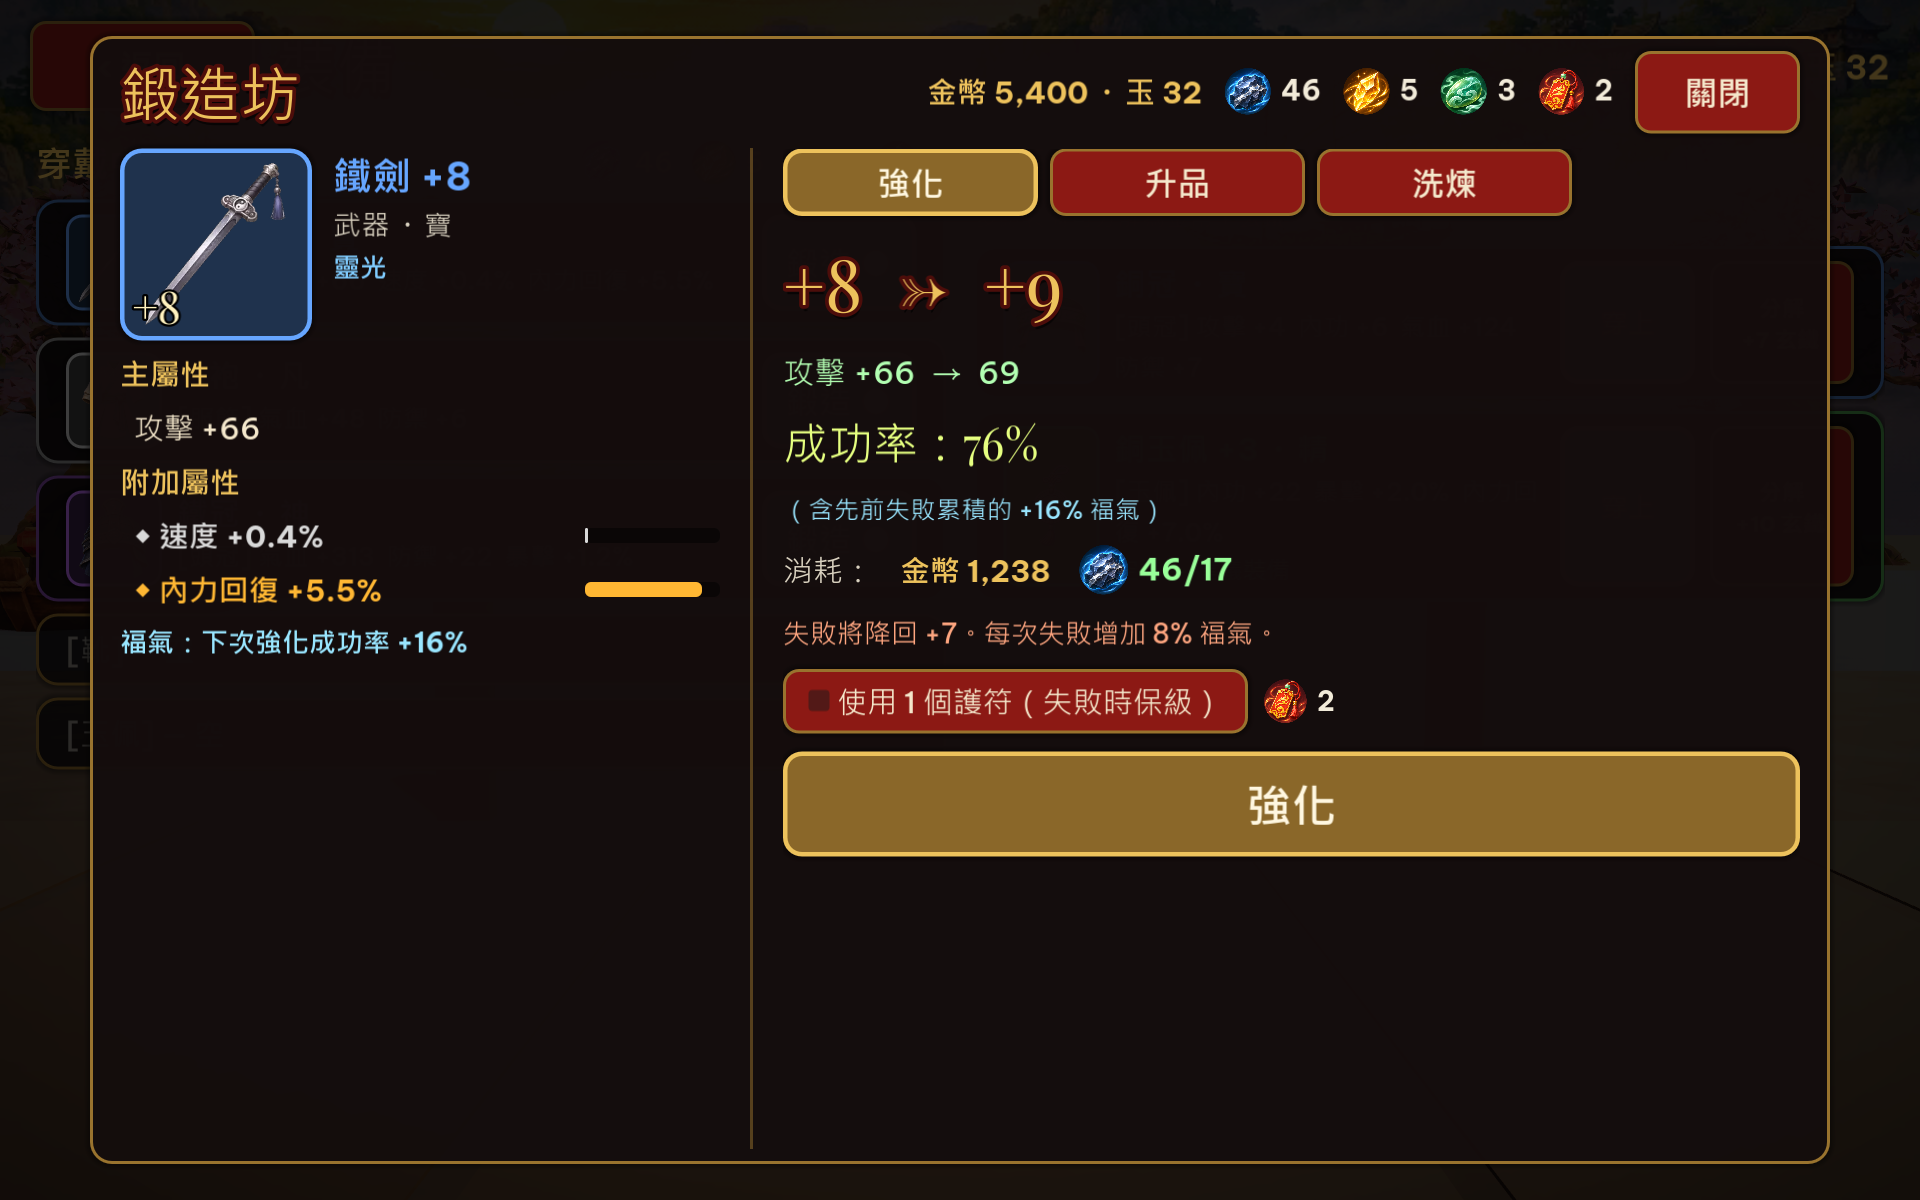 鍛造坊
金幣 5,400 · 玉 32 46 5 3 2 關閉
鐵劍 +8
武器 · 寶
靈光
+8
主屬性
攻擊 +66
附加屬性
◆ 速度 +0.4%
◆ 內力回復 +5.5%
福氣：下次強化成功率 +16%
強化 升品 洗煉
+8 +9
攻擊 +66 → 69
成功率：76%
（含先前失敗累積的 +16% 福氣）
消耗： 金幣 1,238 46/17
失敗將降回 +7。每次失敗增加 8% 福氣。
使用 1 個護符（失敗時保級） 2
強化
穿
32